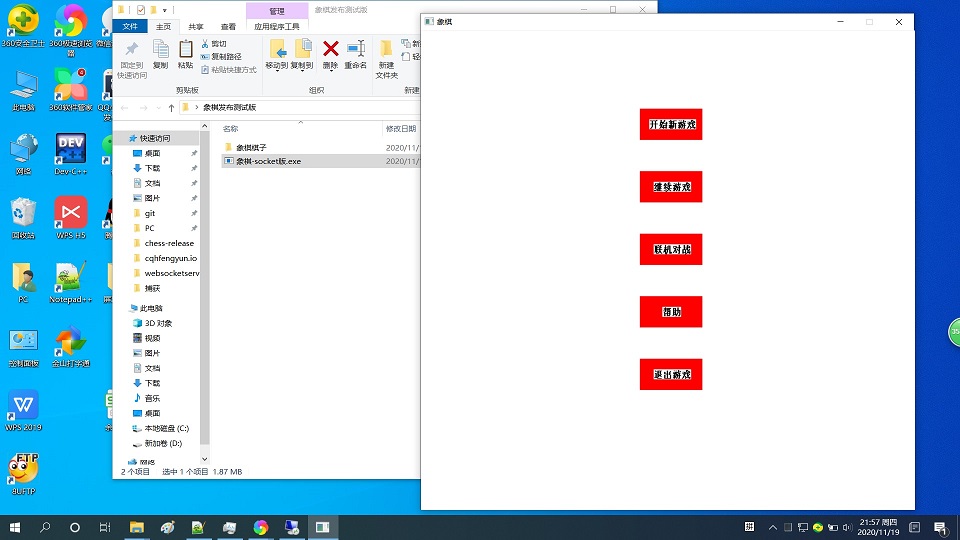 360安全卫士
360极速浏览器
微信
此电脑
360软件管家
网络
Dev-C++
回收站
WPS H5
PC
Notepad++
控制面板
金山打字通
WPS 2019
8UFTP
管理
象棋发布测试版
文件
主页
共享
查看
应用程序工具
固定到快速访问
复制
粘贴
剪切
复制路径
粘贴快捷方式
剪贴板
移动到
复制到
删除
重命名
组织
新建文件夹
新建
象棋发布测试版
名称
修改日期
象棋棋子
2020/11/
象棋-socket版.exe
2020/11/
快速访问
桌面
下载
文档
图片
git
PC
chess-release
cqhfengyun.io
websocketserv
捕获
此电脑
3D 对象
视频
图片
文档
下载
音乐
桌面
本地磁盘 (C:)
新加卷 (D:)
网络
2 个项目
选中 1 个项目 1.87 MB
象棋
开始新游戏
继续游戏
联机对战
帮助
退出游戏
35
21:57 周四
2020/11/19